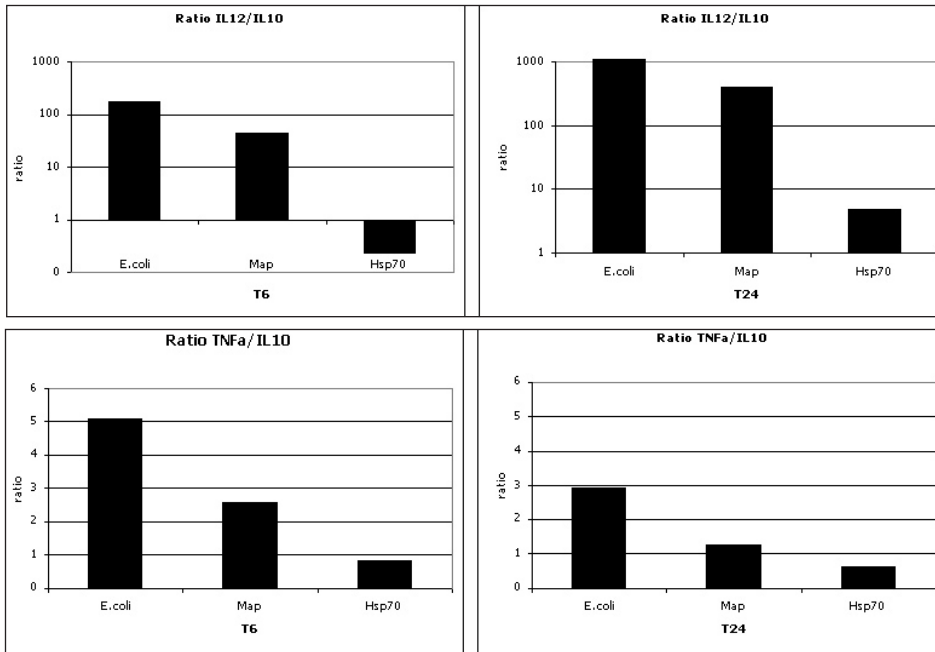 Ratio IL12/IL10
1000
100
10
1
0
ratio
E.coli Map Hsp70
T6
Ratio IL12/IL10
1000
100
10
1
ratio
E.coli Map Hsp70
T24
Ratio TNFa/IL10
6
5
4
3
2
1
0
ratio
E.coli Map Hsp70
T6
Ratio TNFa/IL10
6
5
4
3
2
1
0
ratio
E.coli Map Hsp70
T24